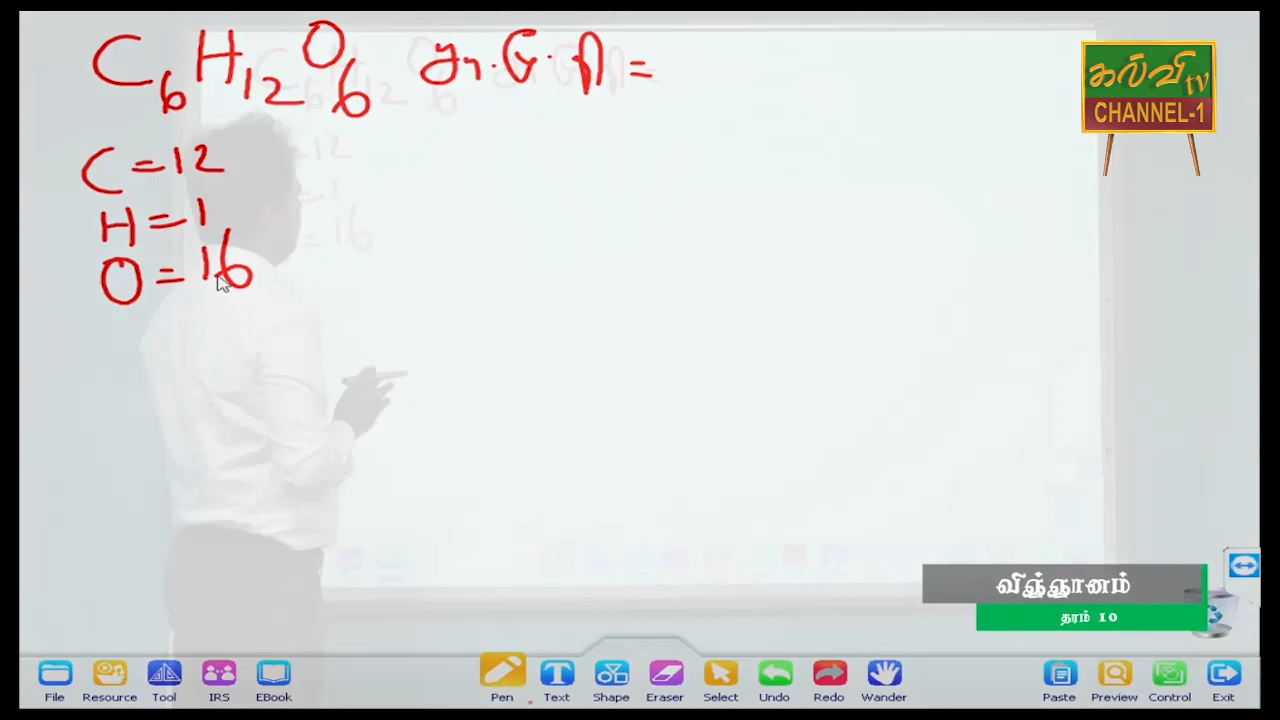 C₆H₁₂O₆ சா.மூ.தி =
C = 12
H = 1
O = 16
கல்வி tv
CHANNEL-1
விஞ்ஞானம்
தரம் 10
File Resource Tool IRS EBook Pen Text Shape Eraser Select Undo Redo Wander Paste Preview Control Exit